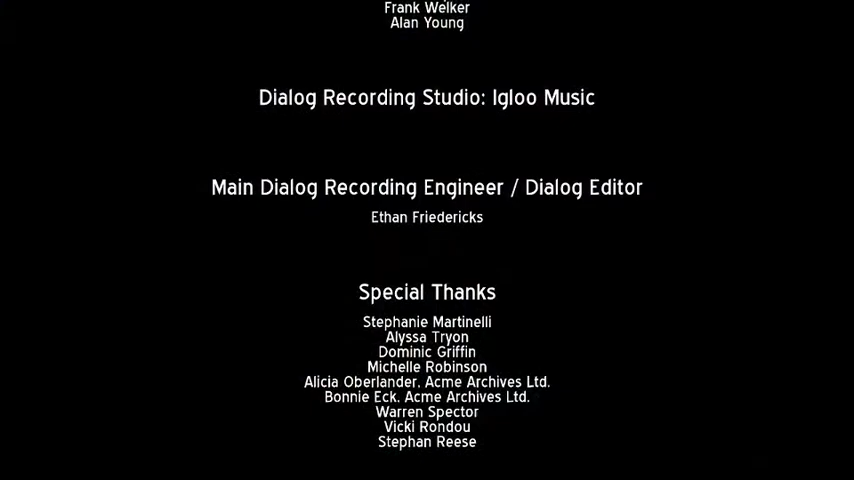 Frank Welker
Alan Young
Dialog Recording Studio: Igloo Music
Main Dialog Recording Engineer / Dialog Editor
Ethan Friedericks
Special Thanks
Stephanie Martinelli
Alyssa Tryon
Dominic Griffin
Michelle Robinson
Alicia Oberlander, Acme Archives Ltd.
Bonnie Eck, Acme Archives Ltd.
Warren Spector
Vicki Rondou
Stephan Reese